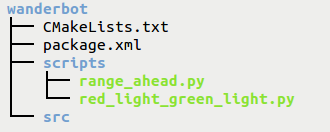 wanderbot
CMakeLists.txt
package.xml
scripts
range_ahead.py
red_light_green_light.py
src